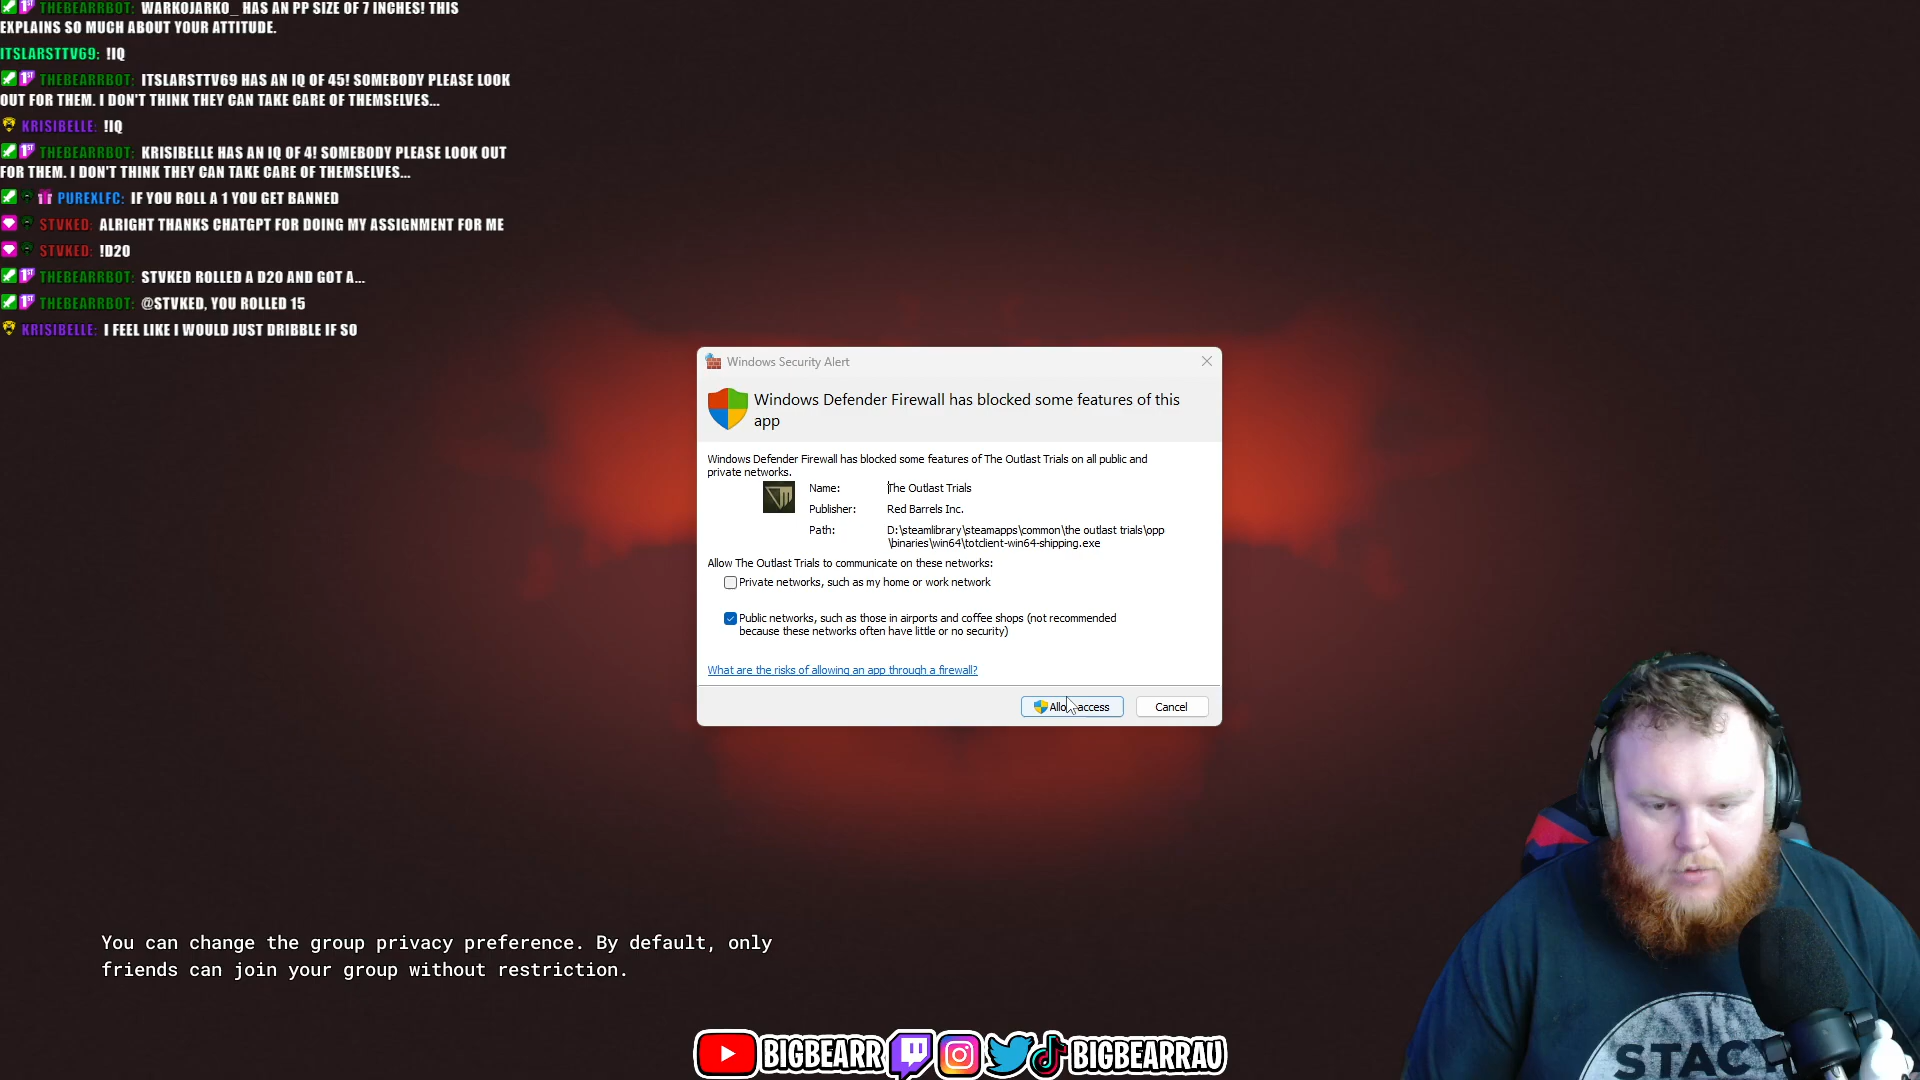 THEBEARRBOT: WARKOJARKO_ HAS AN PP SIZE OF 7 INCHES! THIS
EXPLAINS SO MUCH ABOUT YOUR ATTITUDE.
ITSLARSTTV69: !IQ
THEBEARRBOT: ITSLARSTTV69 HAS AN IQ OF 45! SOMEBODY PLEASE LOOK
OUT FOR THEM. I DON'T THINK THEY CAN TAKE CARE OF THEMSELVES...
KRISIBELLE: !IQ
THEBEARRBOT: KRISIBELLE HAS AN IQ OF 4! SOMEBODY PLEASE LOOK OUT
FOR THEM. I DON'T THINK THEY CAN TAKE CARE OF THEMSELVES...
PUREXLFC: IF YOU ROLL A 1 YOU GET BANNED
STVKED: ALRIGHT THANKS CHATGPT FOR DOING MY ASSIGNMENT FOR ME
STVKED: !D20
THEBEARRBOT: STVKED ROLLED A D20 AND GOT A...
THEBEARRBOT: @STVKED, YOU ROLLED 15
KRISIBELLE: I FEEL LIKE I WOULD JUST DRIBBLE IF SO
Windows Security Alert
Windows Defender Firewall has blocked some features of this
app
Windows Defender Firewall has blocked some features of The Outlast Trials on all public and
private networks.
Name: The Outlast Trials
Publisher: Red Barrels Inc.
Path: D:\steamlibrary\steamapps\common\the outlast trials\opp
\binaries\win64\totclient-win64-shipping.exe
Allow The Outlast Trials to communicate on these networks:
Private networks, such as my home or work network
Public networks, such as those in airports and coffee shops (not recommended
because these networks often have little or no security)
What are the risks of allowing an app through a firewall?
Allow access Cancel
You can change the group privacy preference. By default, only
friends can join your group without restriction.
BIGBEARR BIGBEARRAU
STAC